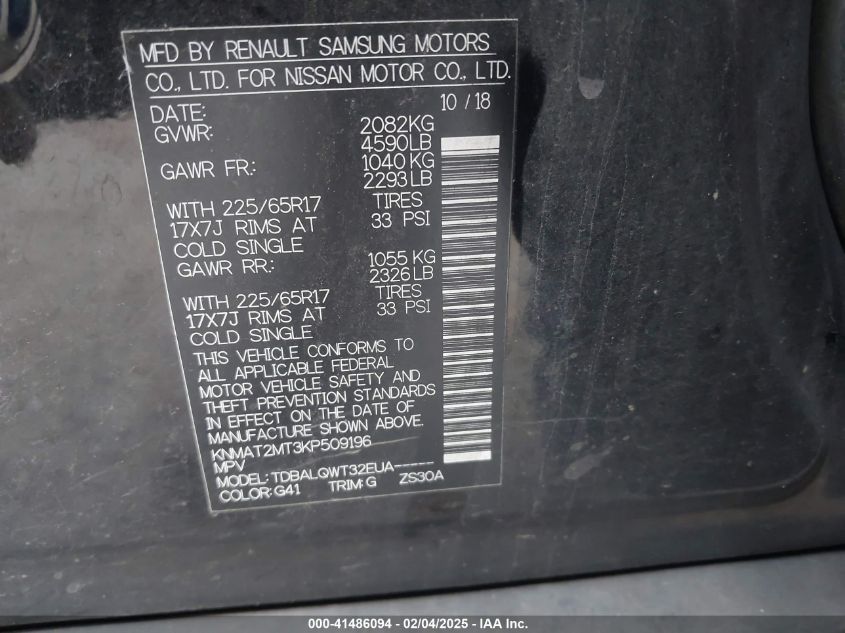 MFD BY RENAULT SAMSUNG MOTORS
CO., LTD. FOR NISSAN MOTOR CO., LTD.
DATE: 10 / 18
GVWR: 2082KG
4590LB
GAWR FR.: 1040 KG
2293LB
WITH 225/65R17 TIRES
17X7J RIMS AT 33 PSI
COLD SINGLE
GAWR RR.: 1055 KG
2326LB
WITH 225/65R17 TIRES
17X7J RIMS AT 33 PSI
COLD SINGLE
THIS VEHICLE CONFORMS TO
ALL APPLICABLE FEDERAL
MOTOR VEHICLE SAFETY AND
THEFT PREVENTION STANDARDS
IN EFFECT ON THE DATE OF
MANUFACTURE SHOWN ABOVE.
KNMAT2MT3KP509196
MPV
MODEL: TDBALQWT32EUA-----
COLOR: G41 TRIM: G ZS30A
000-41486094 - 02/04/2025 - IAA Inc.